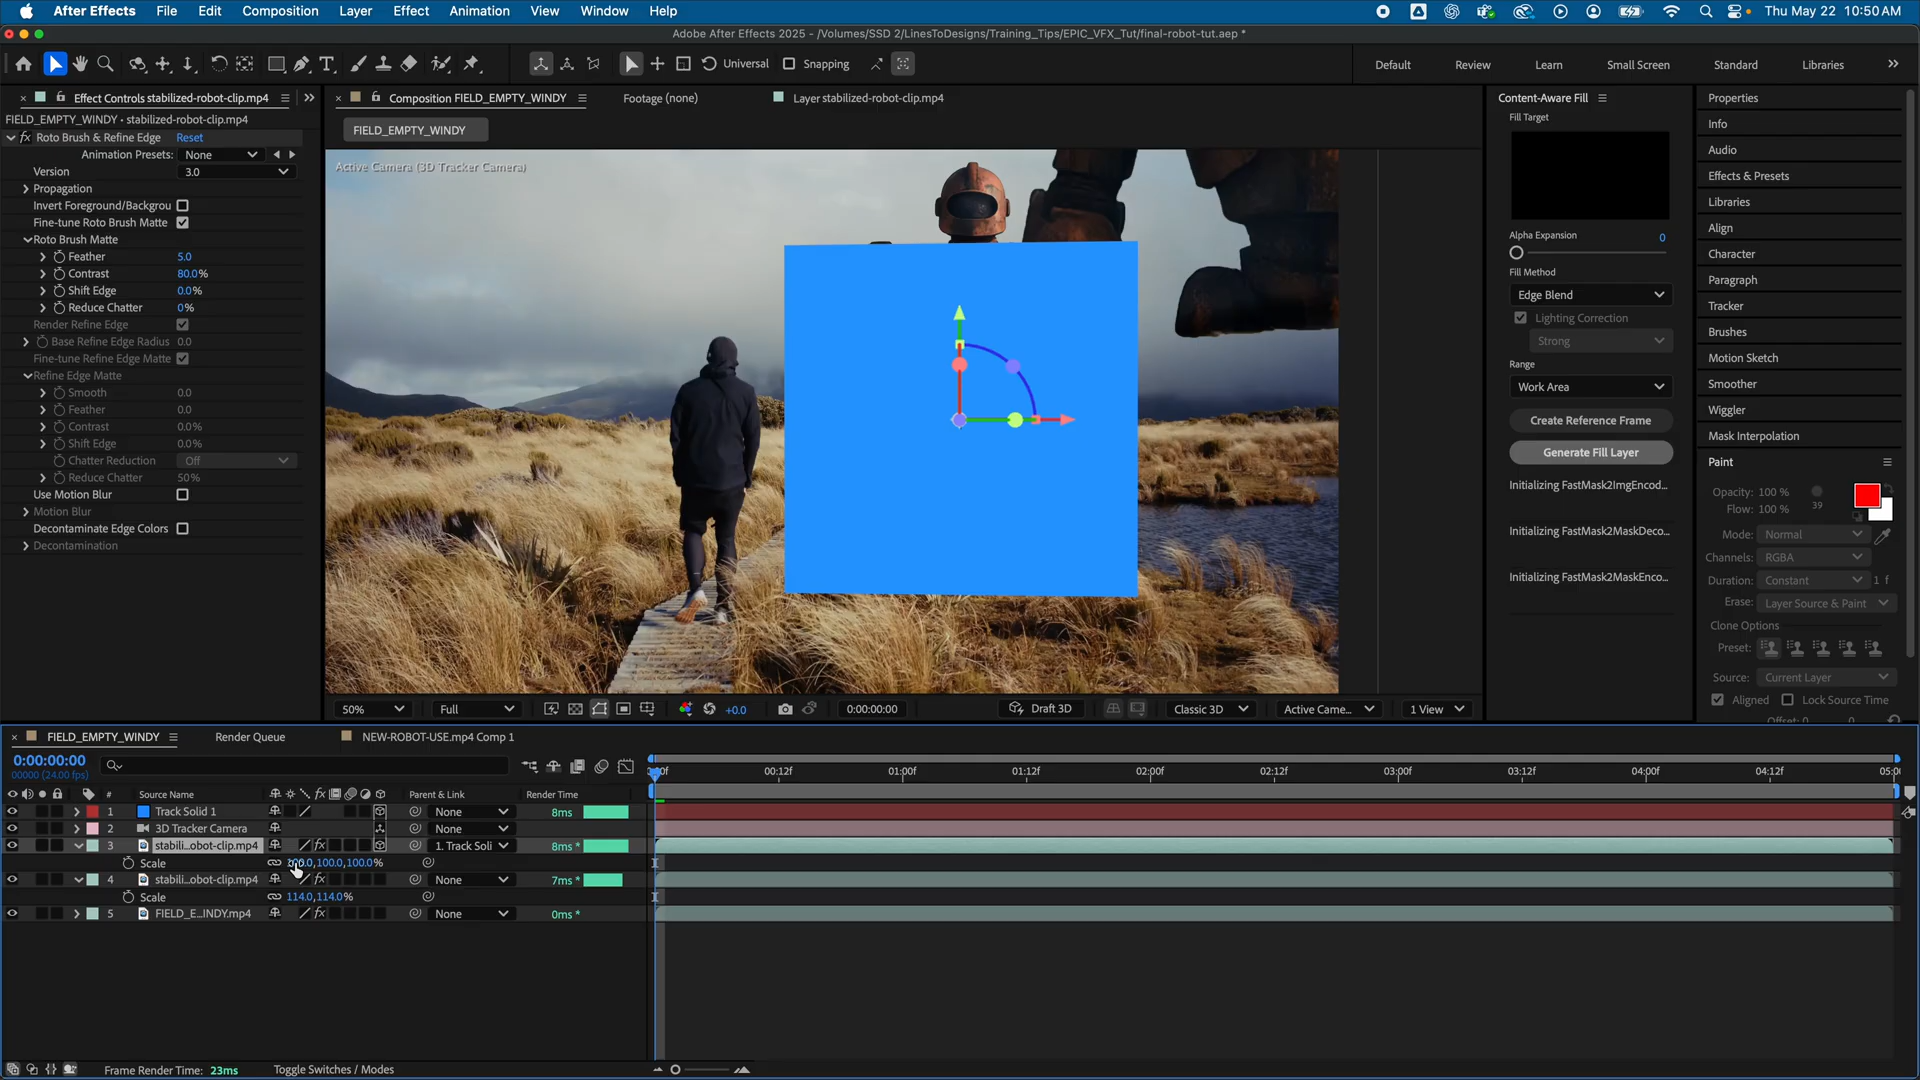 After Effects File Edit Composition Layer Effect Animation View Window Help Thu May 22 10:50 AM
Adobe After Effects 2025 - /Volumes/SSD 2/LinesToDesigns/Training_Tips/EPIC_VFX_Tut/final-robot-tut.aep *
Universal Snapping Default Review Learn Small Screen Standard Libraries
Effect Controls stabilized-robot-clip.mp4
FIELD_EMPTY_WINDY • stabilized-robot-clip.mp4
Roto Brush & Refine Edge Reset
Animation Presets: None
Version 3.0
Propagation
Invert Foreground/Backgrou
Fine-tune Roto Brush Matte
Roto Brush Matte
Feather 5.0
Contrast 80.0%
Shift Edge 0.0%
Reduce Chatter 0%
Render Refine Edge
Base Refine Edge Radius 0.0
Fine-tune Refine Edge Matte
Refine Edge Matte
Smooth 0.0
Feather 0.0
Contrast 0.0%
Shift Edge 0.0%
Chatter Reduction Off
Reduce Chatter 50%
Use Motion Blur
Motion Blur
Decontaminate Edge Colors
Decontamination
Composition FIELD_EMPTY_WINDY Footage (none) Layer stabilized-robot-clip.mp4
FIELD_EMPTY_WINDY
Active Camera (3D Tracker Camera)
50% Full +0.0 0:00:00:00 Draft 3D Classic 3D Active Came... 1 View
Content-Aware Fill
Fill Target
Alpha Expansion 0
Fill Method
Edge Blend
Lighting Correction
Strong
Range
Work Area
Create Reference Frame
Generate Fill Layer
Initializing FastMask2ImgEncod...
Initializing FastMask2MaskDeco...
Initializing FastMask2MaskEnco...
Properties
Info
Audio
Effects & Presets
Libraries
Align
Character
Paragraph
Tracker
Brushes
Motion Sketch
Smoother
Wiggler
Mask Interpolation
Paint
Opacity: 100 %
Flow: 100 % 39
Mode: Normal
Channels: RGBA
Duration: Constant 1 f
Erase: Layer Source & Paint
Clone Options
Preset:
Source: Current Layer
Aligned Lock Source Time
FIELD_EMPTY_WINDY Render Queue NEW-ROBOT-USE.mp4 Comp 1
0:00:00:00
00000 (24.00 fps)
00:12f 01:00f 01:12f 02:00f 02:12f 03:00f 03:12f 04:00f 04:12f
# Source Name Parent & Link Render Time
1 Track Solid 1 None 8ms
2 3D Tracker Camera None
3 stabili...obot-clip.mp4 1. Track Soli 8ms *
Scale 100.0,100.0,100.0%
4 stabili...obot-clip.mp4 None 7ms *
Scale 114.0,114.0%
5 FIELD_E...INDY.mp4 None 0ms *
Frame Render Time: 23ms Toggle Switches / Modes